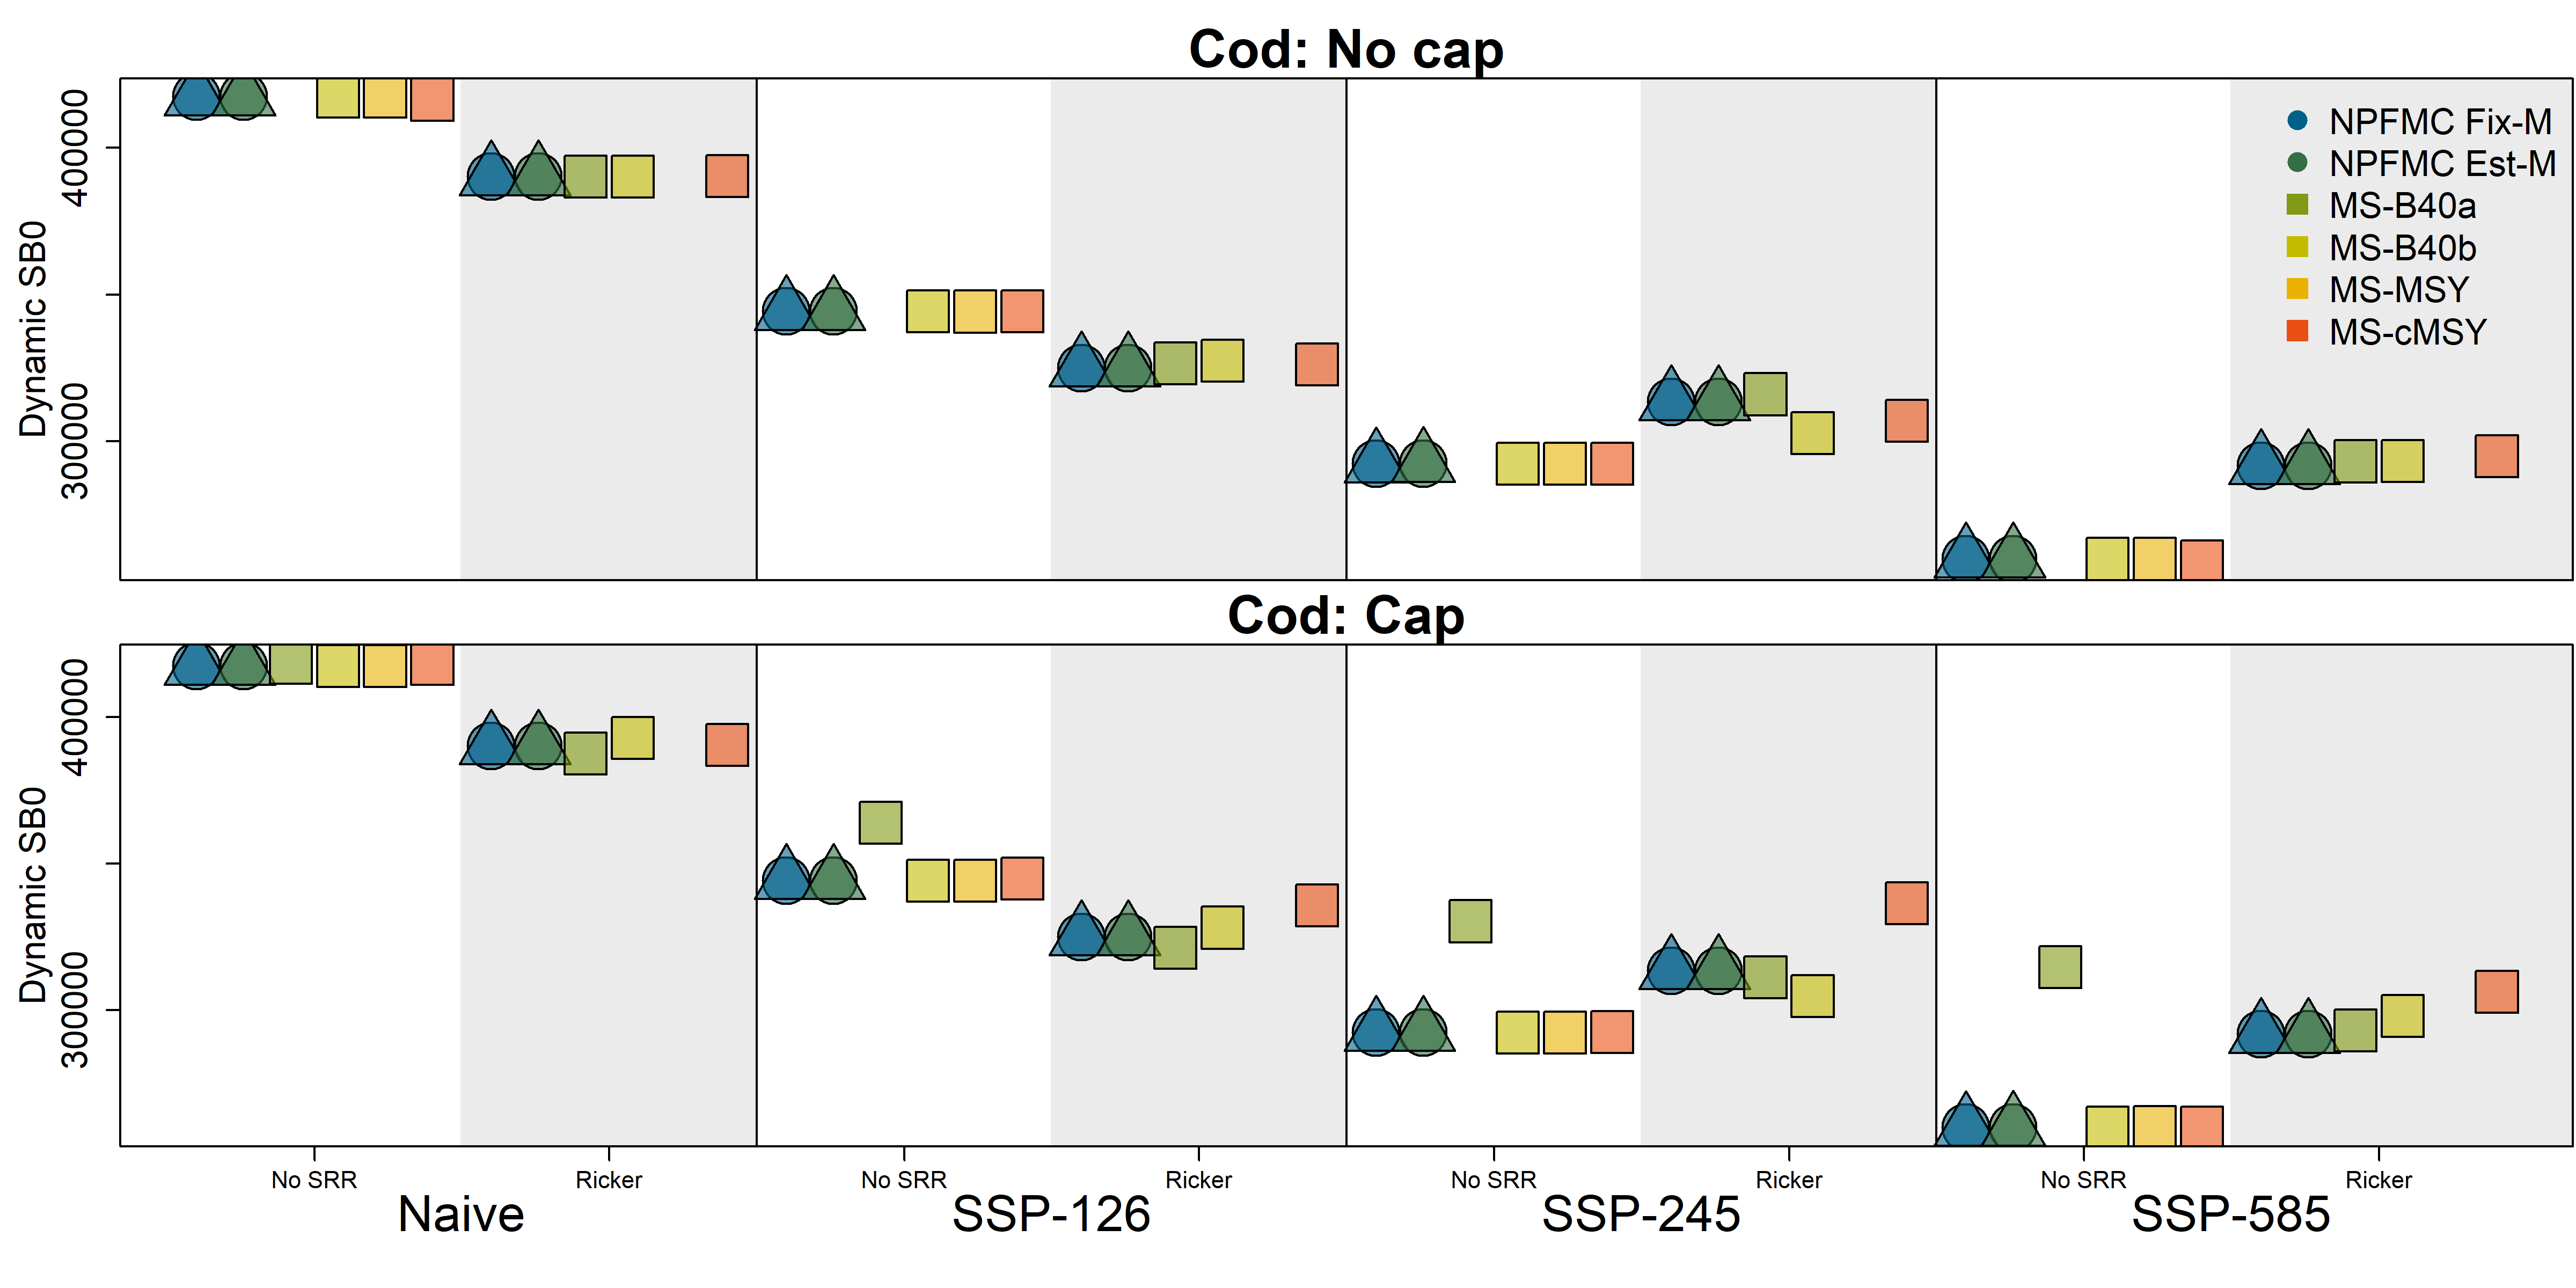 Cod: No cap
Dynamic SB0
400000
300000
NPFMC Fix-M
NPFMC Est-M
MS-B40a
MS-B40b
MS-MSY
MS-cMSY
Cod: Cap
Dynamic SB0
400000
300000
No SRR Ricker No SRR Ricker No SRR Ricker No SRR Ricker
Naive SSP-126 SSP-245 SSP-585